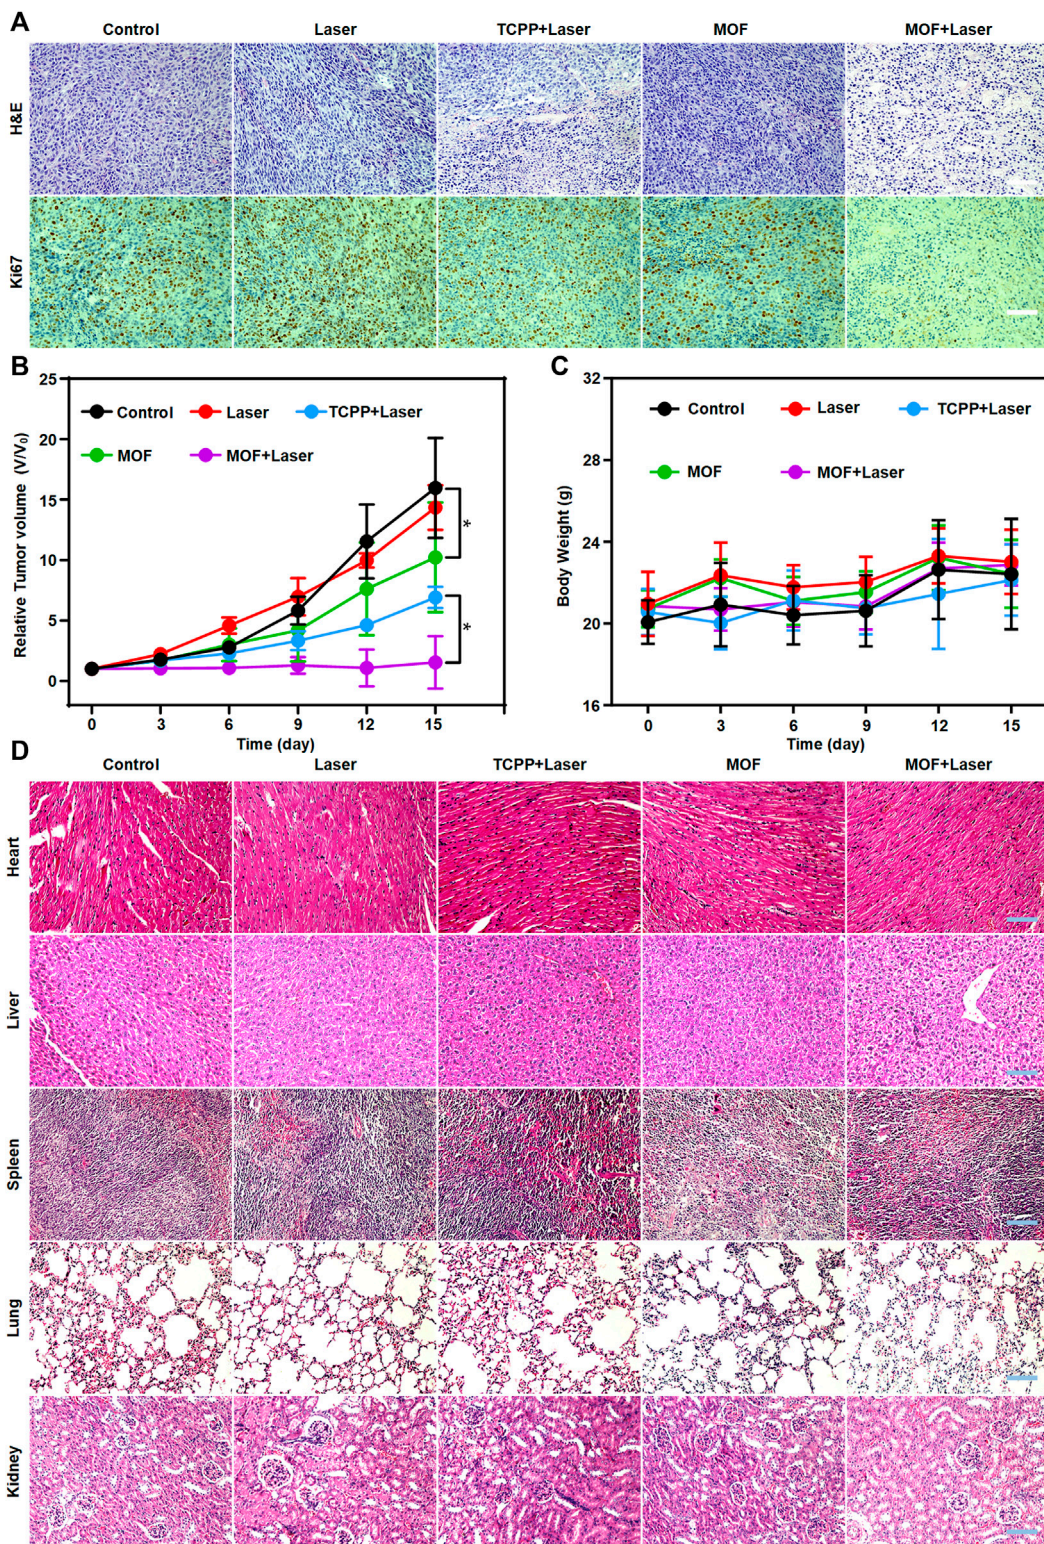 A
Control Laser TCPP+Laser MOF MOF+Laser
H&E
Ki67
B
Relative Tumor volume (V/V₀)
25
20
15
10
5
0
Control Laser TCPP+Laser
MOF MOF+Laser
*
*
0 3 6 9 12 15
Time (day)
C
Body Weight (g)
32
28
24
20
16
Control Laser TCPP+Laser
MOF MOF+Laser
0 3 6 9 12 15
Time (day)
D
Control Laser TCPP+Laser MOF MOF+Laser
Heart
Liver
Spleen
Lung
Kidney